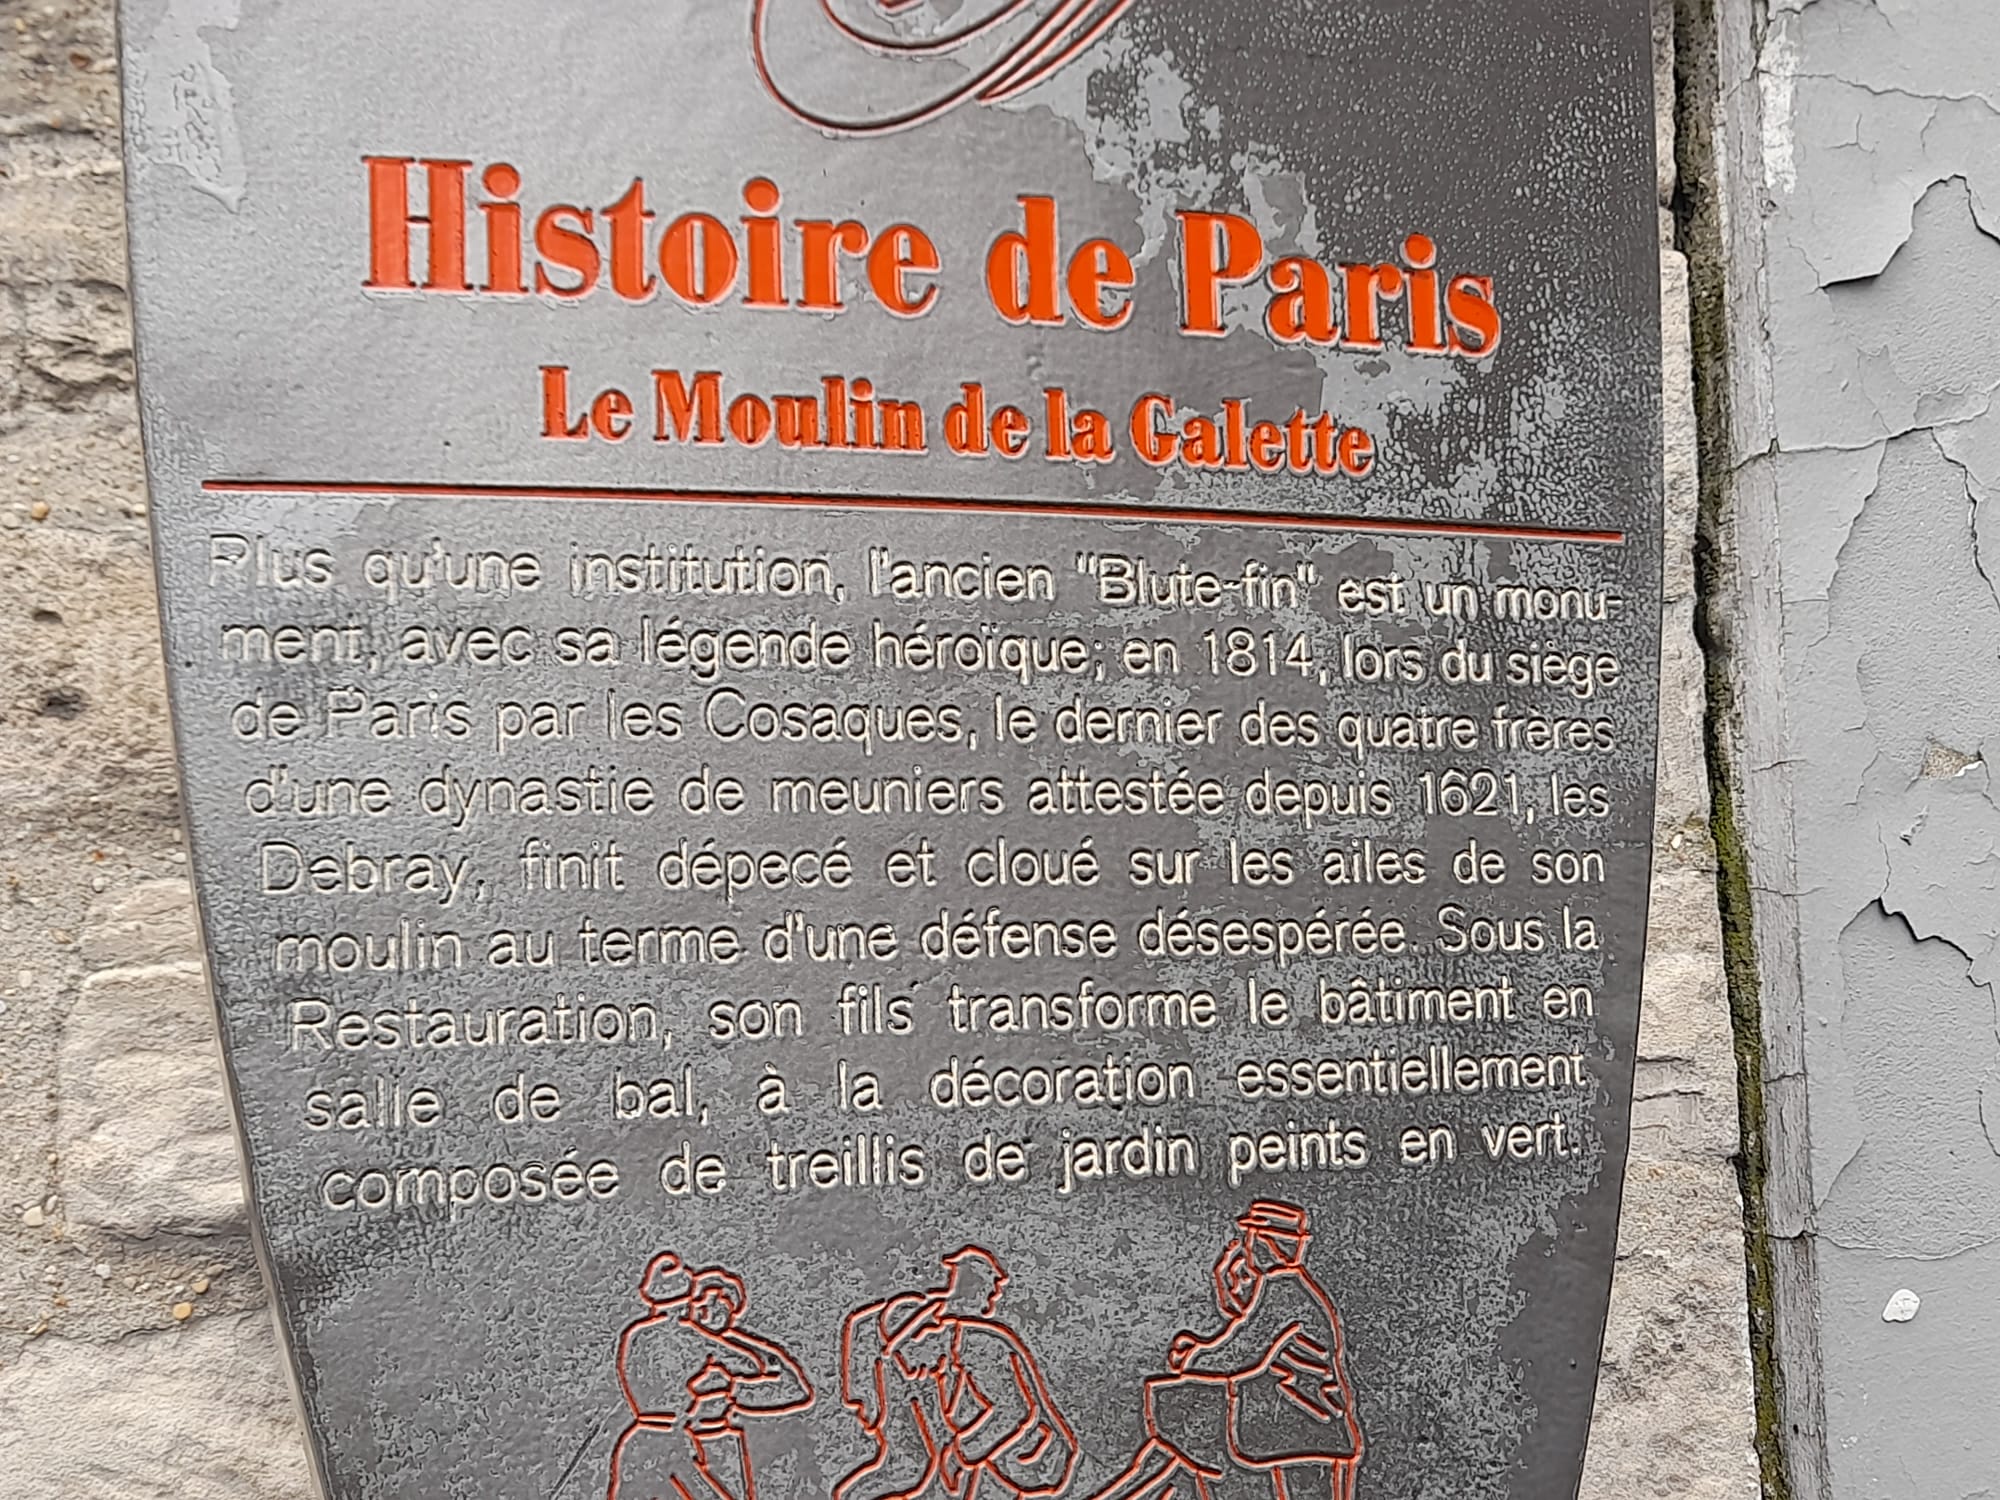 Histoire de Paris
Le Moulin de la Galette
Plus qu'une institution, l'ancien "Blute-fin" est un monu-
ment, avec sa légende héroïque; en 1814, lors du siège
de Paris par les Cosaques, le dernier des quatre frères
d'une dynastie de meuniers attestée depuis 1621, les
Debray, finit dépecé et cloué sur les ailes de son
moulin au terme d'une défense désespérée. Sous la
Restauration, son fils transforme le bâtiment en
salle de bal, à la décoration essentiellement
composée de treillis de jardin peints en vert.